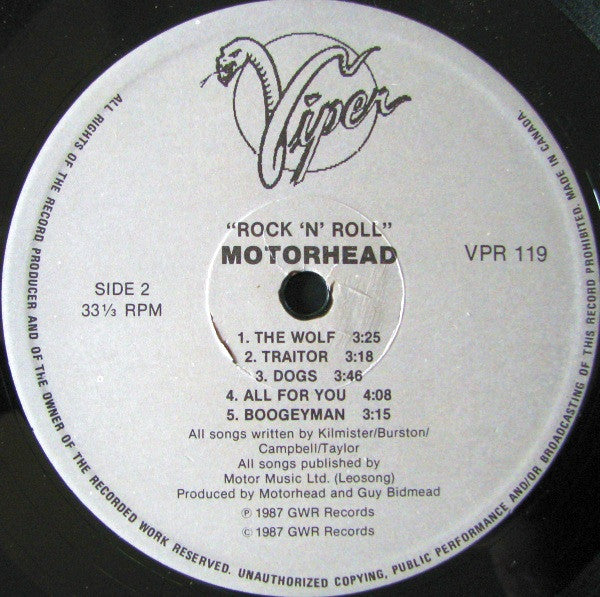 Viper
"ROCK 'N' ROLL"
MOTORHEAD
VPR 119
SIDE 2
33⅓ RPM
1. THE WOLF 3:25
2. TRAITOR 3:18
3. DOGS 3:46
4. ALL FOR YOU 4:08
5. BOOGEYMAN 3:15
All songs written by Kilmister/Burston/
Campbell/Taylor
All songs published by
Motor Music Ltd. (Leosong)
Produced by Motorhead and Guy Bidmead
℗ 1987 GWR Records
© 1987 GWR Records
ALL RIGHTS OF THE RECORD PRODUCER AND OF THE OWNER OF THE RECORDED WORK RESERVED. UNAUTHORIZED COPYING, PUBLIC PERFORMANCE AND/OR BROADCASTING OF THIS RECORD PROHIBITED. MADE IN CANADA.